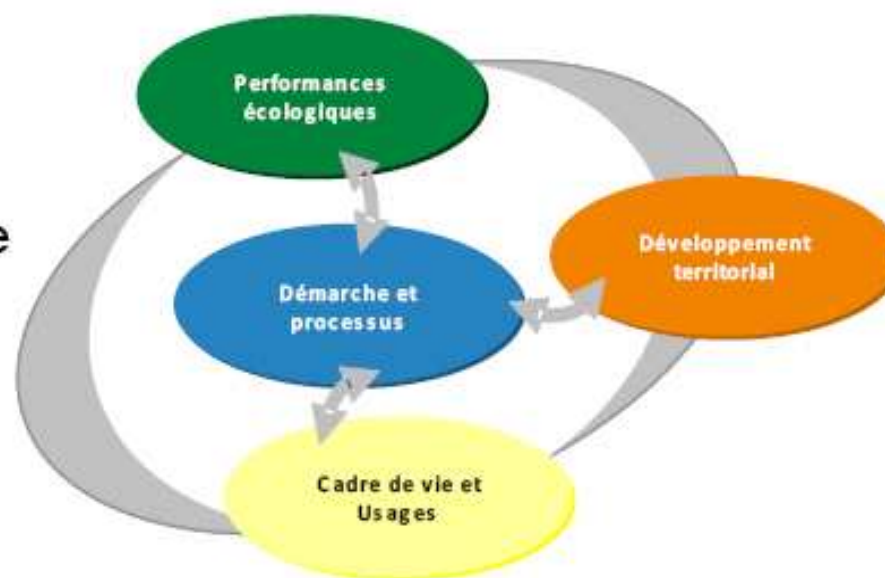 Performances
écologiques
e
Développement
territorial
Démarche et
processus
Cadre de vie et
Usages